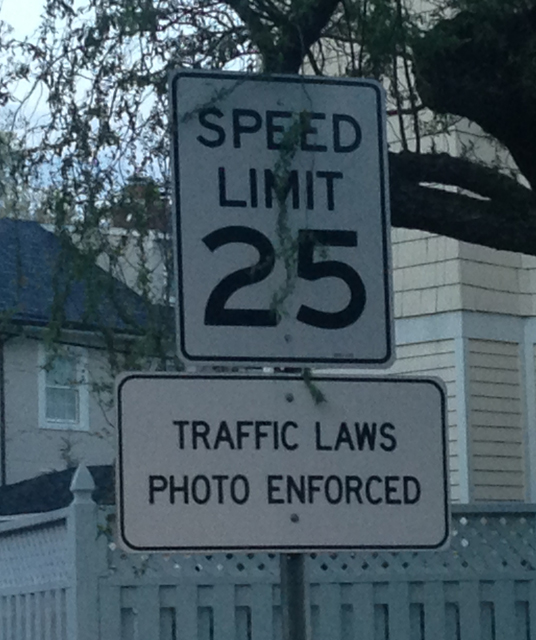 SPEED
LIMIT
25
TRAFFIC LAWS
PHOTO ENFORCED